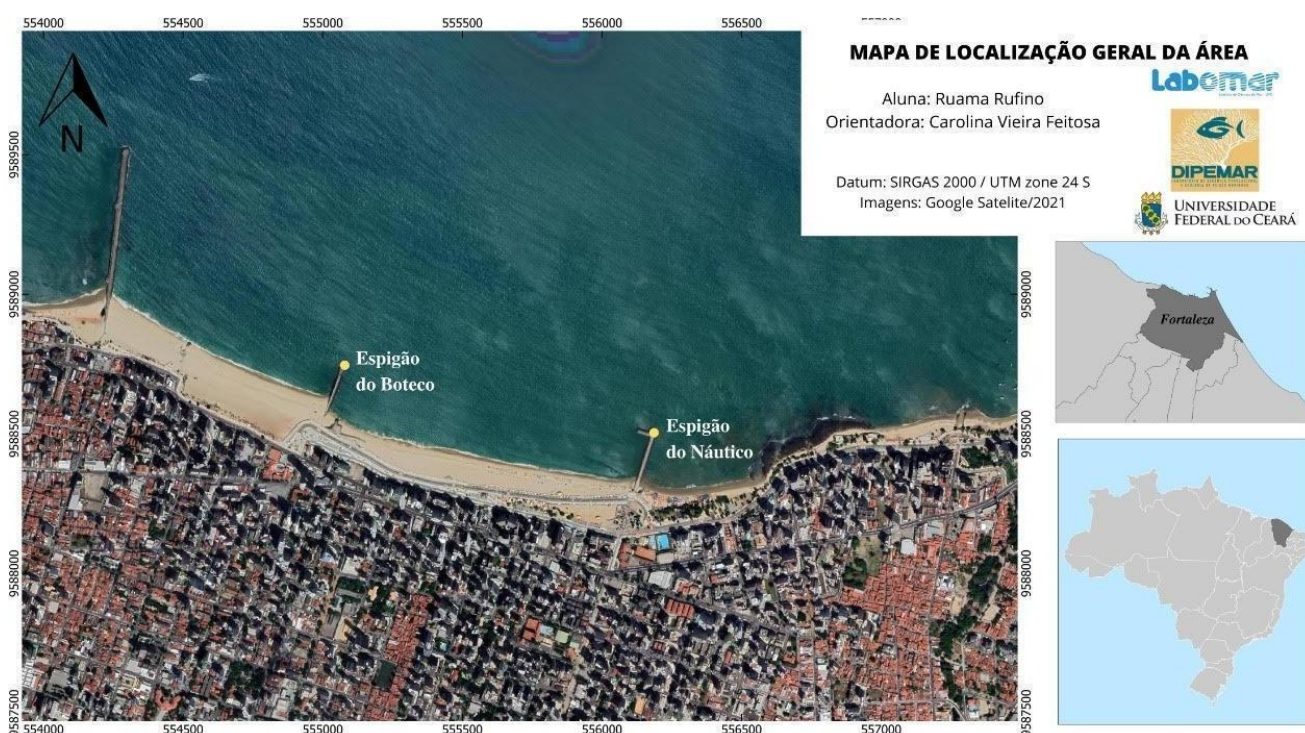 554000 554500 555000 555500 556000 556500
MAPA DE LOCALIZAÇÃO GERAL DA ÁREA
Labomar
Aluna: Ruama Rufino
Orientadora: Carolina Vieira Feitosa
DIPEMAR
Datum: SIRGAS 2000 / UTM zone 24 S
Imagens: Google Satelite/2021
UNIVERSIDADE
FEDERAL DO CEARÁ
N
9589500
9589000 9589000
Fortaleza
Espigão
do Boteco
Espigão
do Náutico
9588500 9588500
9588000 9588000
9587500 9587500
554000 554500 555000 555500 556000 556500 557000